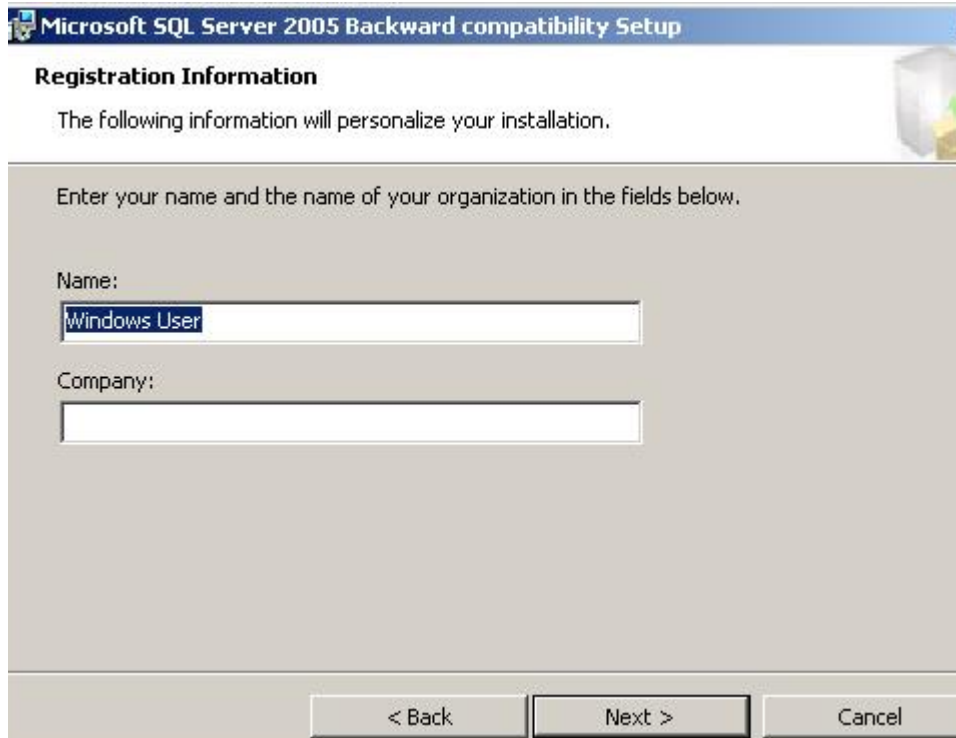 Microsoft SQL Server 2005 Backward compatibility Setup
Registration Information
The following information will personalize your installation.
Enter your name and the name of your organization in the fields below.
Name:
Windows User
Company:
< Back Next > Cancel